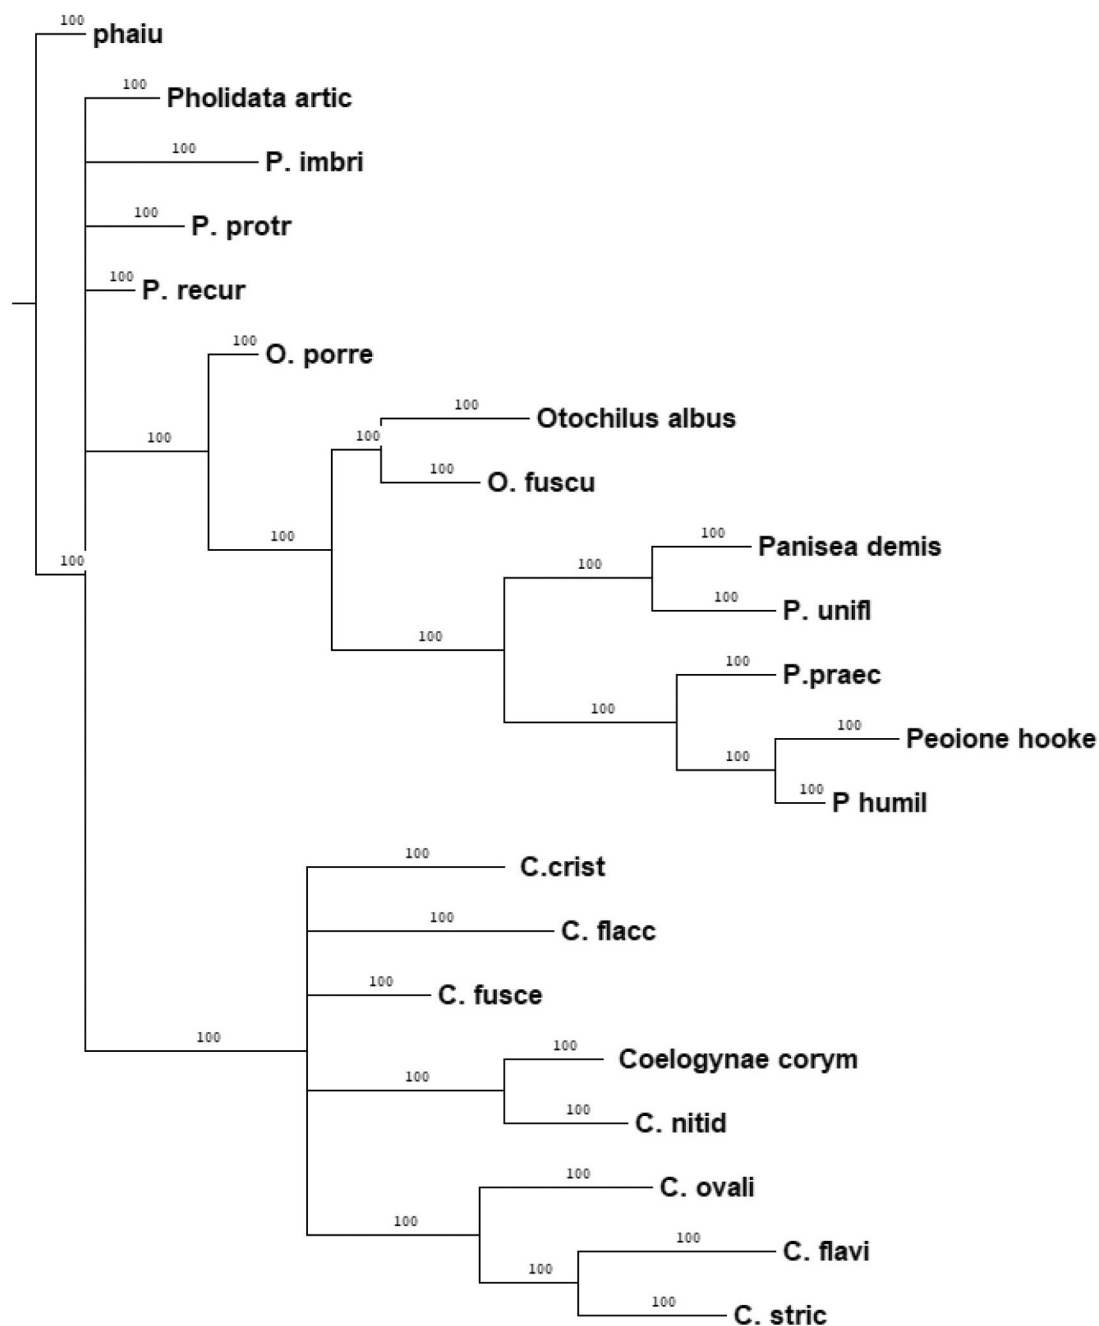 100
phaiu
100
Pholidata artic
100
P. imbri
100
P. protr
100
P. recur
100
O. porre
100
Otochilus albus
100
100
100
O. fuscu
100
100
Panisea demis
100
100
100
P. unifl
100
100
P.praec
100
100
Peoione hooke
100
100
P humil
100
C.crist
100
C. flacc
100
C. fusce
100
100
Coelogynae corym
100
100
C. nitid
100
C. ovali
100
100
C. flavi
100
100
C. stric